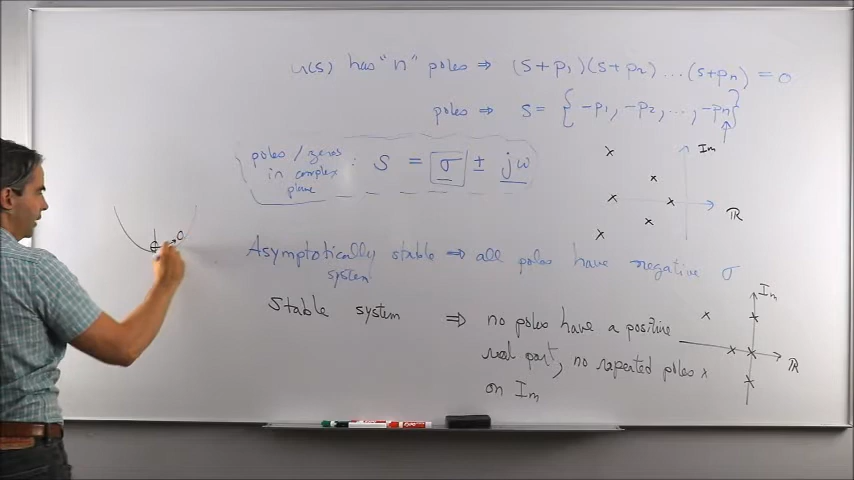 u(s) has "n" poles ⇒ (s+p₁)(s+p₂) ... (s+pₙ) = 0
poles ⇒ s = { -p₁, -p₂, ..., -pₙ}
poles / zeros in complex plane : S = σ ± jω
Im
ℝ
Asymptotically stable ⇒ all poles have negative σ
system
Stable system ⇒ no poles have a positive
real part, no repeated poles
on Im
Im
ℝ